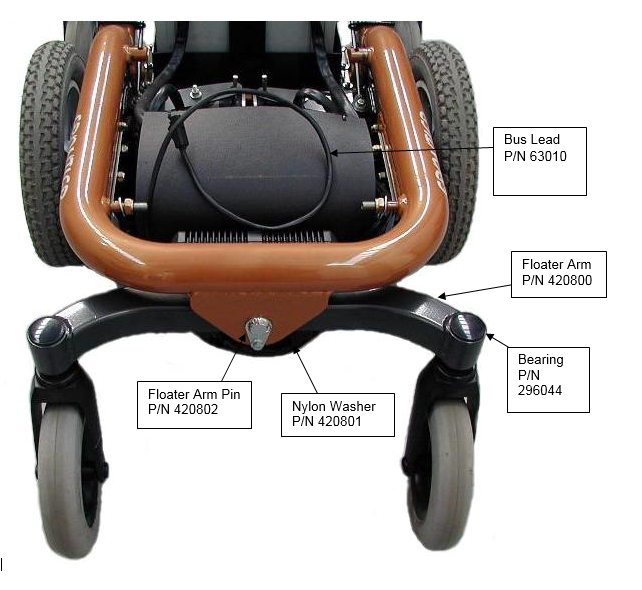 Bus Lead
P/N 63010
Floater Arm
P/N 420800
Bearing
P/N
296044
Floater Arm Pin
P/N 420802
Nylon Washer
P/N 420801